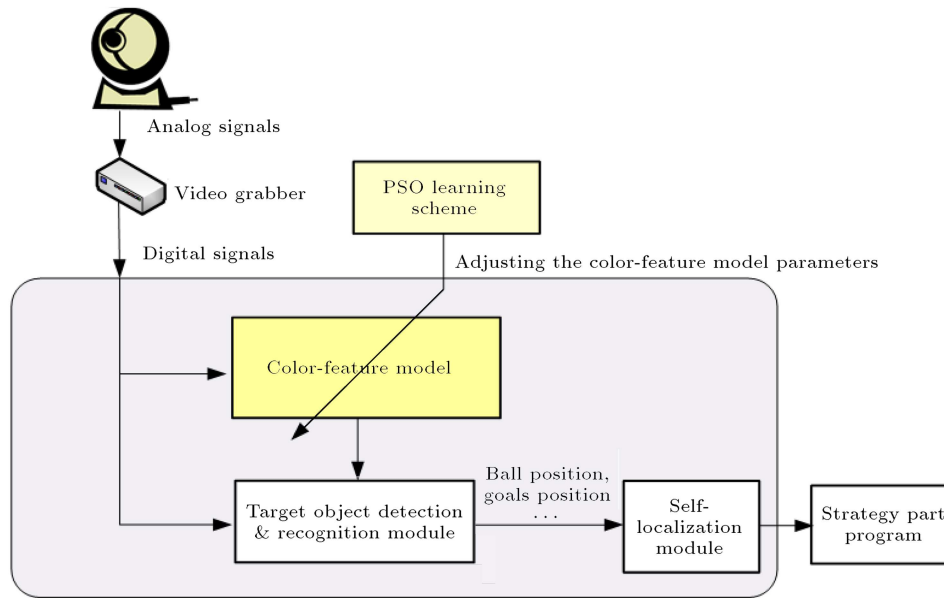 Analog signals
Video grabber
PSO learning
scheme
Digital signals
Adjusting the color-feature model parameters
Color-feature model
Target object detection
& recognition module
Ball position,
goals position
...
Self-
localization
module
Strategy part
program